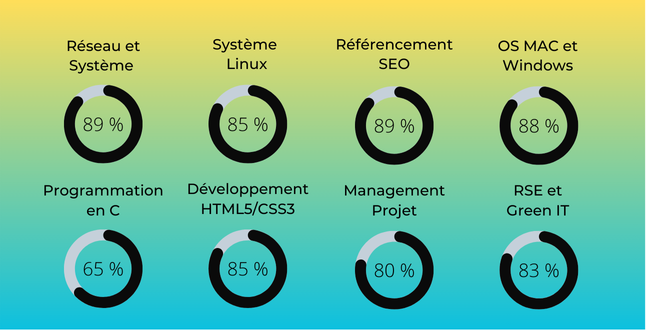 Réseau et
Système
Système
Linux
Référencement
SEO
OS MAC et
Windows
89 %
85 %
89 %
88 %
Programmation
en C
Développement
HTML5/CSS3
Management
Projet
RSE et
Green IT
65 %
85 %
80 %
83 %